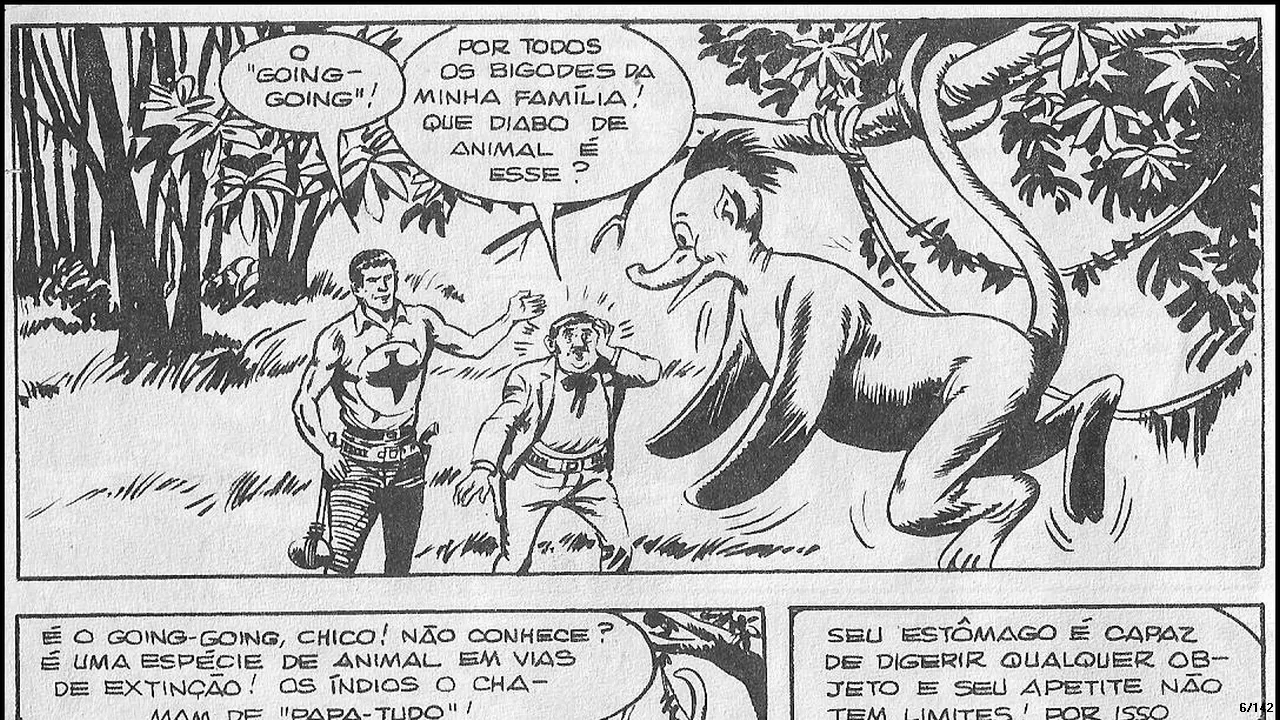 O
"GOING-
GOING"!
POR TODOS
OS BIGODES DA
MINHA FAMÍLIA!
QUE DIABO DE
ANIMAL É
ESSE?
É O GOING-GOING, CHICO! NÃO CONHECE?
É UMA ESPÉCIE DE ANIMAL EM VIAS
DE EXTINÇÃO! OS ÍNDIOS O CHA-
MAM DE "PAPA-TUDO"!
SEU ESTÔMAGO É CAPAZ
DE DIGERIR QUALQUER OB-
JETO E SEU APETITE NÃO
TEM LIMITES! POR ISSO
6/142